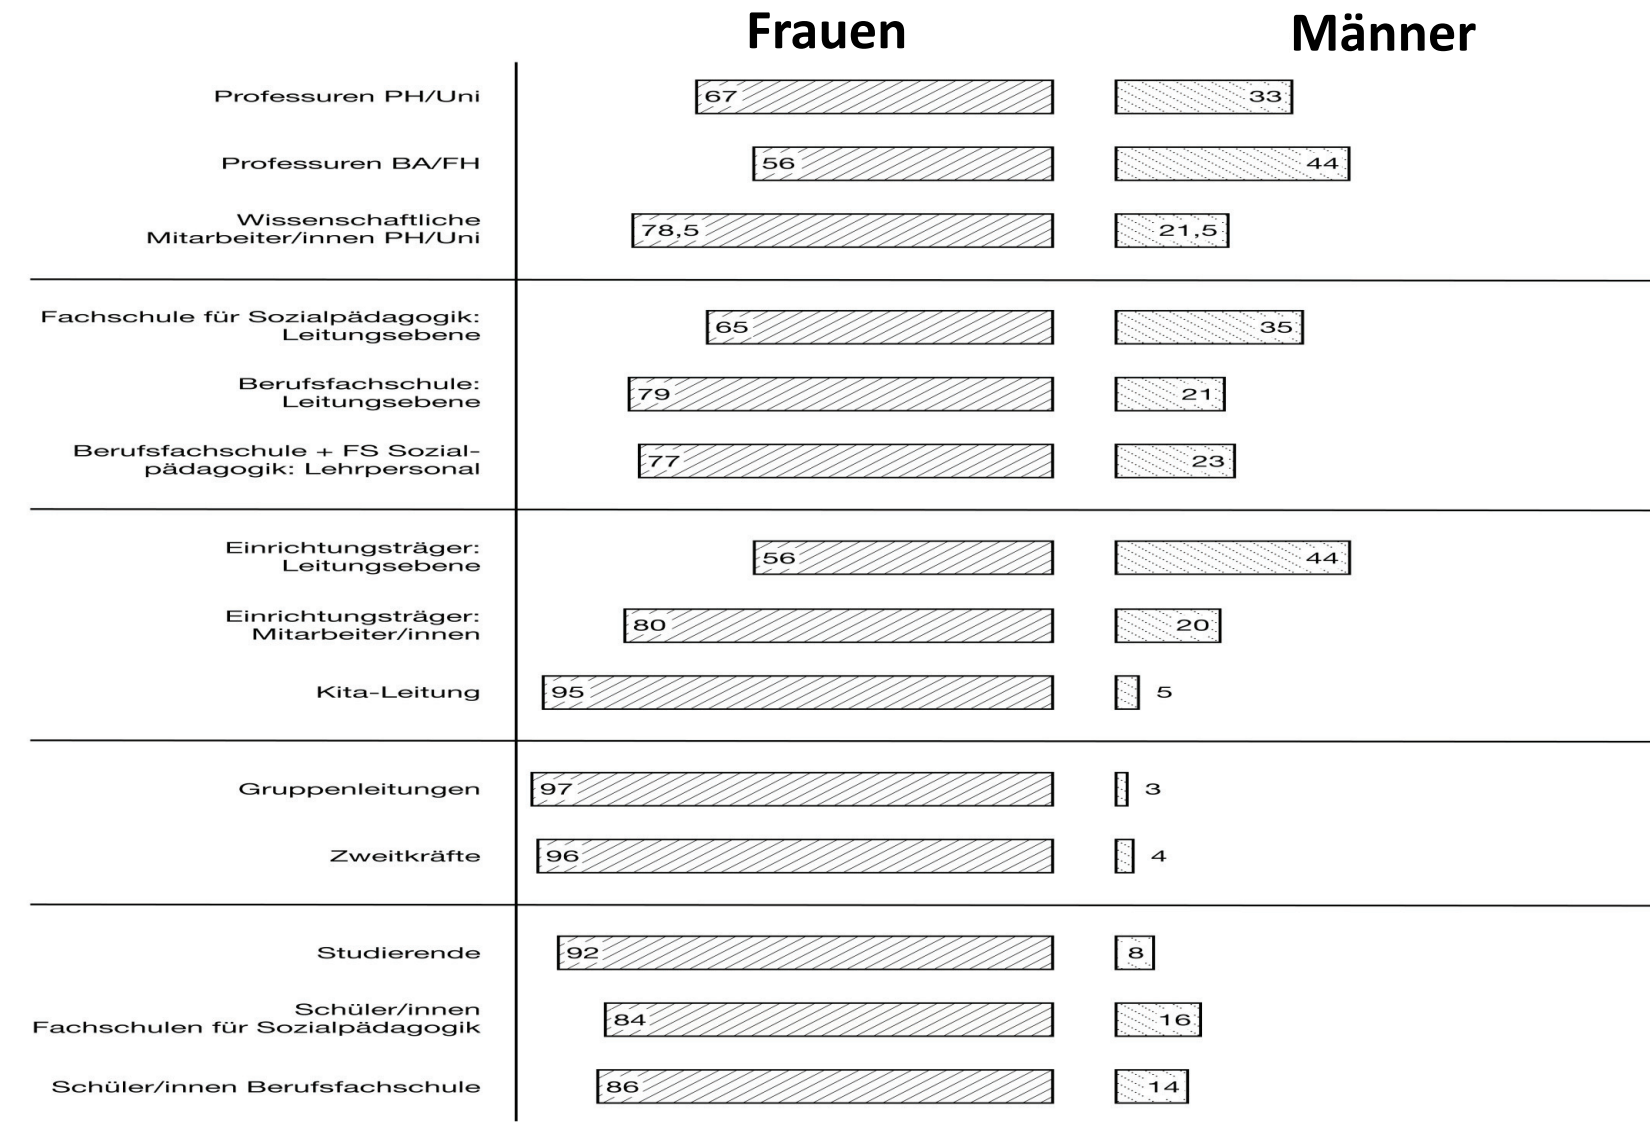 Frauen Männer
Professuren PH/Uni 67 33
Professuren BA/FH 56 44
Wissenschaftliche
Mitarbeiter/innen PH/Uni 78,5 21,5
Fachschule für Sozialpädagogik:
Leitungsebene 65 35
Berufsfachschule:
Leitungsebene 79 21
Berufsfachschule + FS Sozial-
pädagogik: Lehrpersonal 77 23
Einrichtungsträger:
Leitungsebene 56 44
Einrichtungsträger:
Mitarbeiter/innen 80 20
Kita-Leitung 95 5
Gruppenleitungen 97 3
Zweitkräfte 96 4
Studierende 92 8
Schüler/innen
Fachschulen für Sozialpädagogik 84 16
Schüler/innen Berufsfachschule 86 14